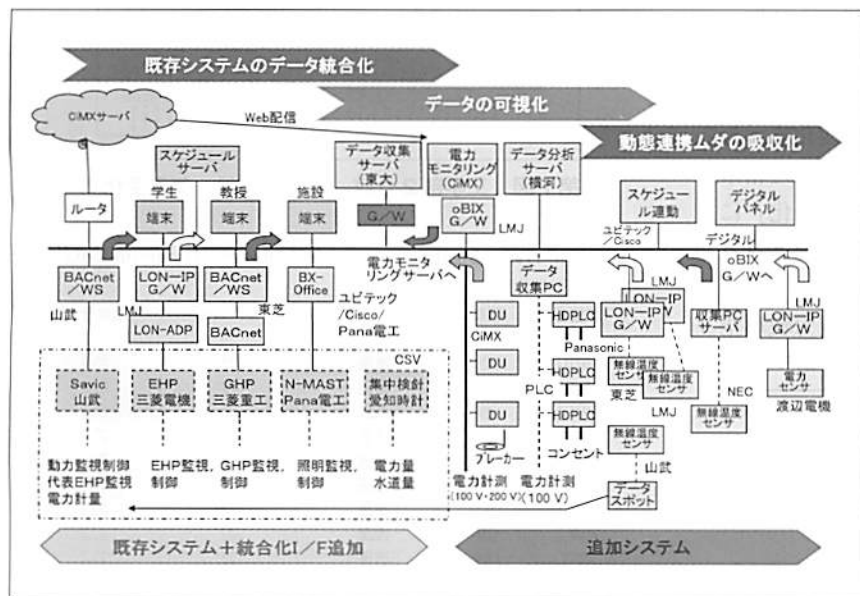 既存システムのデータ統合化
データの可視化
動態連携ムダの吸収化
CiMXサーバ
Web配信
スケジュール
サーバ
データ収集
サーバ
(東大)
電力
モニタリング
(CiMX)
データ分析
サーバ
(横河)
スケジュ
ール連動
デジタル
パネル
ルータ
学生
端末
教授
端末
施設
端末
G/W
oBIX
G/W
LMJ
ユビテック
/Cisco
デジタル
BACnet
/WS
山武
LON-IP
G/W
LMJ
LON-ADP
BACnet
/WS
東芝
BACnet
BX-
Office
ユビテック
/Cisco/
Pana電工
電力モニタ
リングサーバへ
データ
収集PC
oBIX
G/Wへ
LMJ
LON-IP
LON-IP
G/W
収集PC
サーバ
LMJ
LON-IP
G/W
DU
CiMX
DU
DU
ブレーカー
HDPLC
Panasonic
HDPLC
PLC
HDPLC
コンセント
無線温度
センサ
東芝
無線温度
センサ
LMJ
無線温度
センサ
山武
NEC
無線温度
センサ
電力
センサ
渡辺電機
データ
スポット
CSV
Savic
山武
EHP
三菱電機
GHP
三菱重工
N-MAST
Pana電工
集中検針
愛知時計
動力監視制御
代表EHP監視
電力計量
EHP監視,
制御
GHP監視,
制御
照明監視,
制御
電力量
水道量
電力計測
(100V・200V)
電力計測
(100V)
既存システム+統合化I/F追加
追加システム